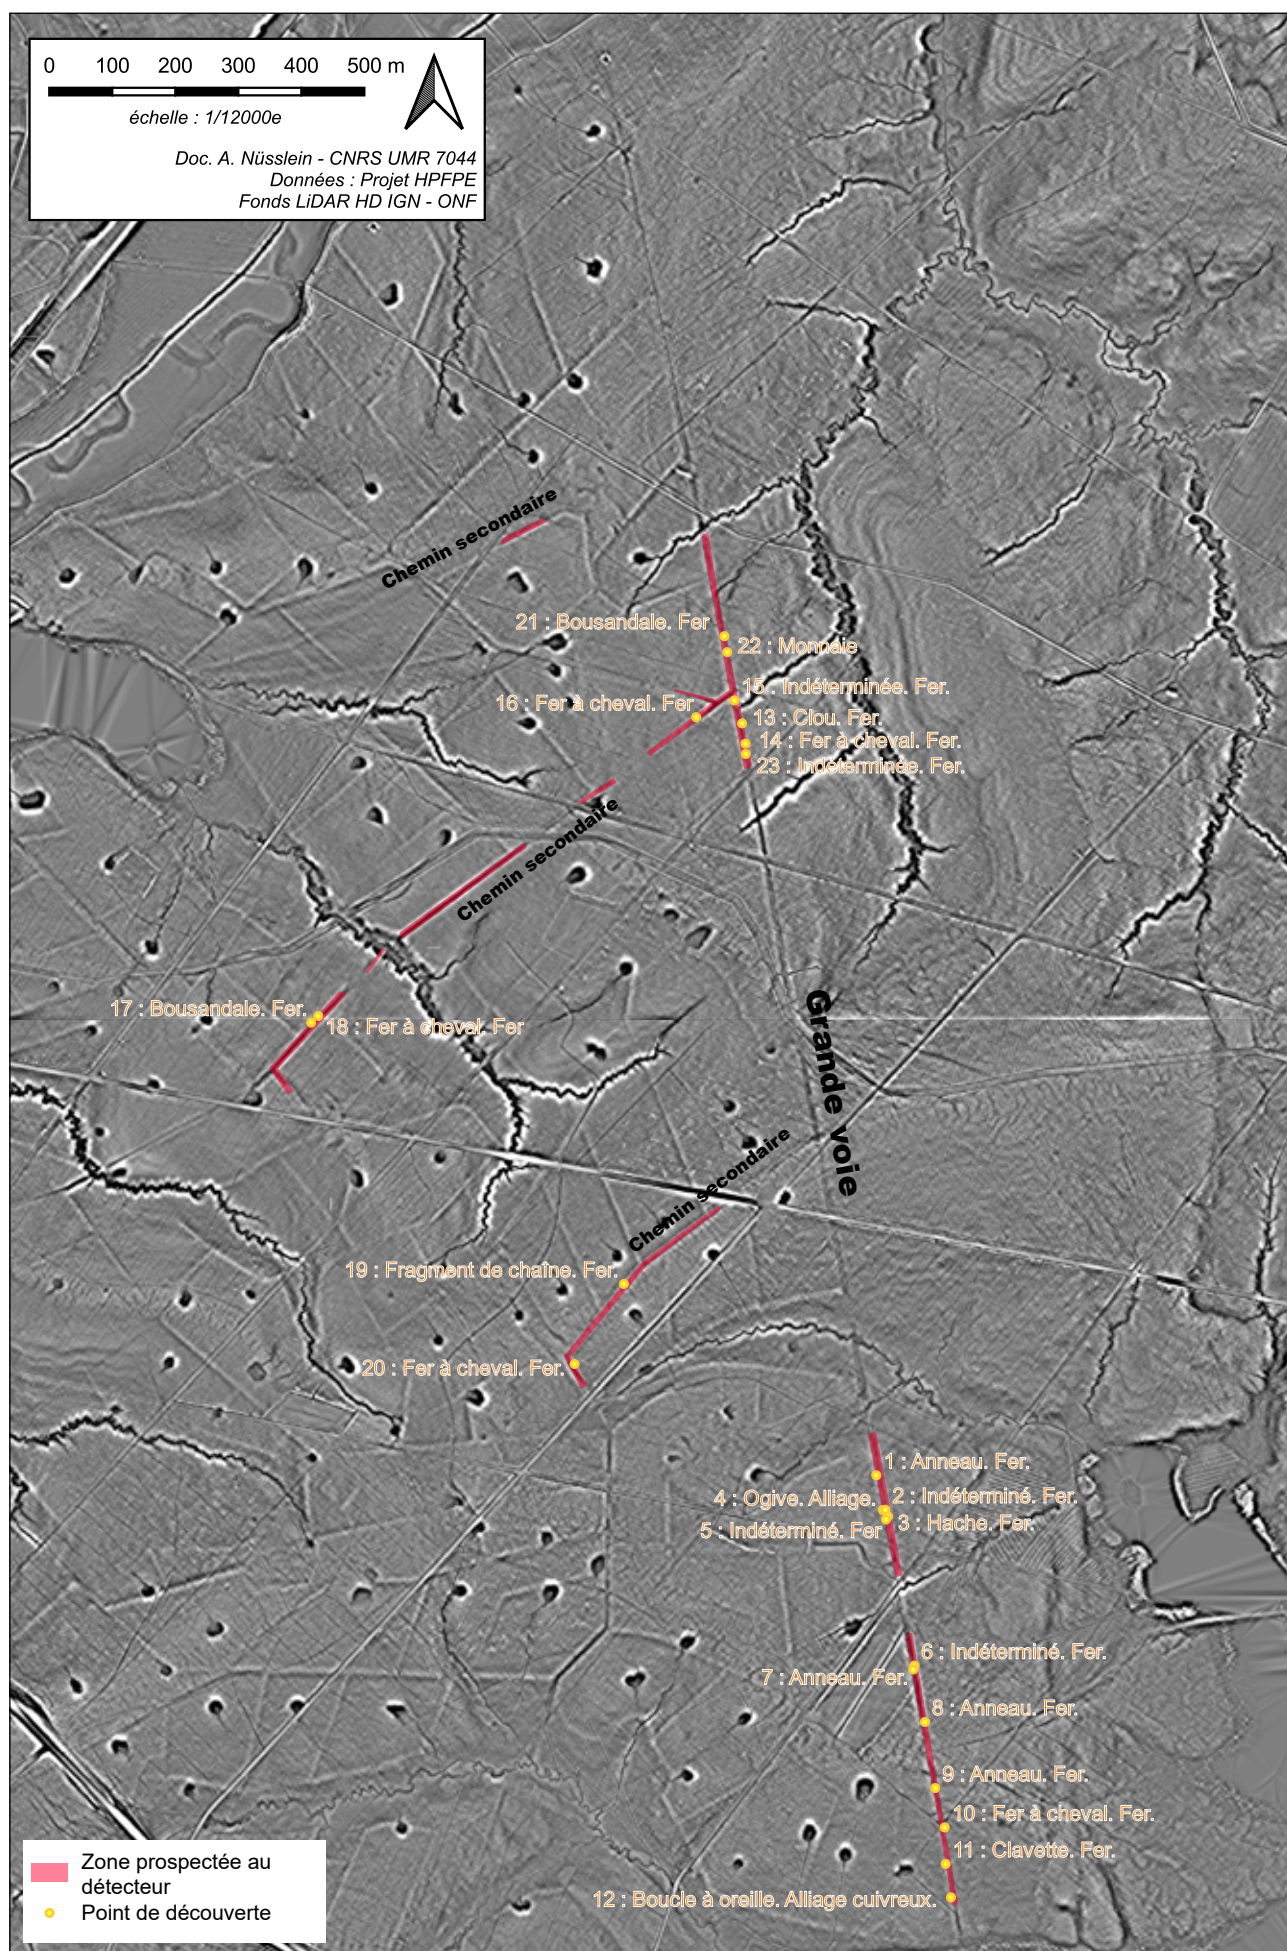 0 100 200 300 400 500 m
échelle : 1/12000e
Doc. A. Nüsslein - CNRS UMR 7044
Données : Projet HPFPE
Fonds LiDAR HD IGN - ONF
Chemin secondaire
21 : Bousandale. Fer
22 : Monnaie
15 : Indéterminée. Fer.
16 : Fer à cheval. Fer
13 : Clou. Fer.
14 : Fer à cheval. Fer.
23 : Indéterminée. Fer.
Chemin secondaire
Grande voie
17 : Bousandale. Fer.
18 : Fer à cheval. Fer
Chemin secondaire
19 : Fragment de chaîne. Fer.
20 : Fer à cheval. Fer.
1 : Anneau. Fer.
4 : Ogive. Alliage.
2 : Indéterminé. Fer.
5 : Indéterminé. Fer
3 : Hache. Fer.
6 : Indéterminé. Fer.
7 : Anneau. Fer.
8 : Anneau. Fer.
9 : Anneau. Fer.
10 : Fer à cheval. Fer.
11 : Clavette. Fer.
12 : Boucle à oreille. Alliage cuivreux.
Zone prospectée au
détecteur
Point de découverte